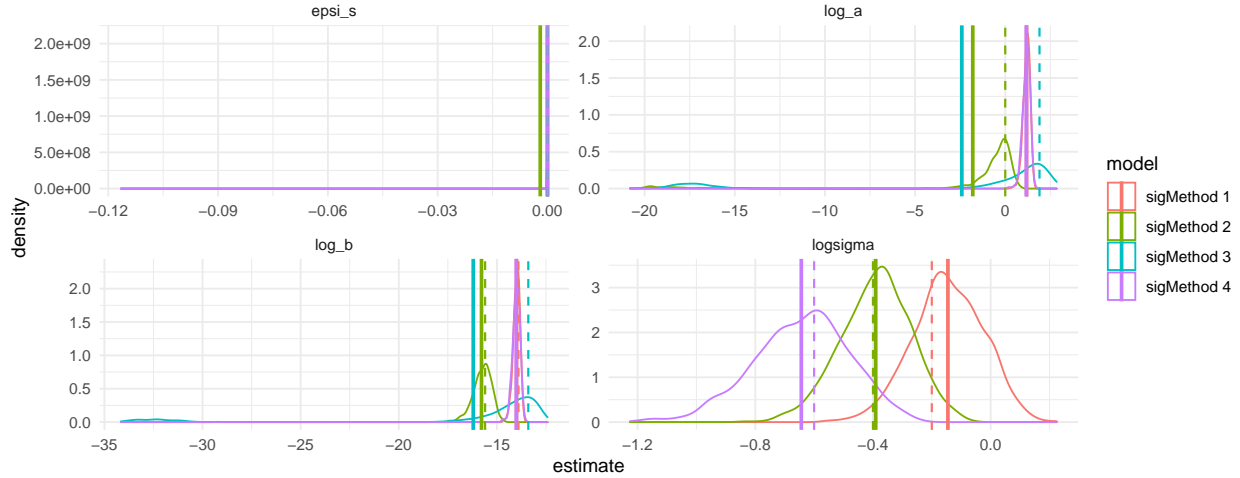 epsi_s
log_a
2.0e+09
1.5e+09
1.0e+09
5.0e+08
0.0e+00
−0.12
−0.09
−0.06
−0.03
0.00
2.0
1.5
1.0
0.5
0.0
−20
−15
−10
−5
0
density
log_b
logsigma
2.0
1.5
1.0
0.5
0.0
−35
−30
−25
−20
−15
3
2
1
0
−1.2
−0.8
−0.4
0.0
estimate
model
sigMethod 1
sigMethod 2
sigMethod 3
sigMethod 4